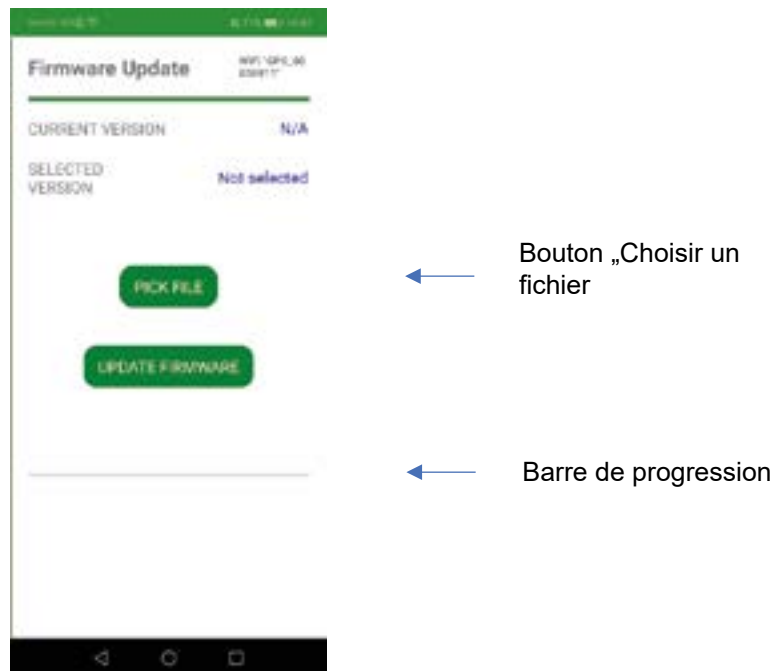 Firmware Update
CURRENT VERSION N/A
SELECTED
VERSION
Not selected
PICK FILE
UPDATE FIRMWARE
Bouton „Choisir un
fichier
Barre de progression